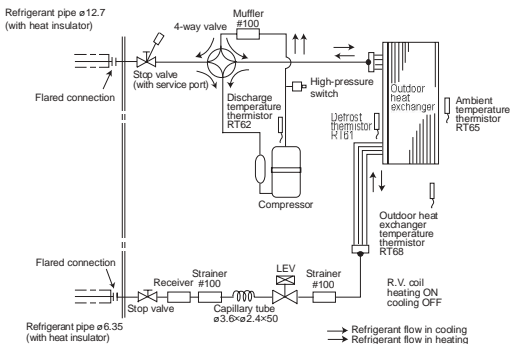 Refrigerant pipe ø12.7
(with heat insulator)
Muffler
#100
4-way valve
Stop valve
(with service port)
Flared connection
High-pressure
switch
Discharge
temperature
thermistor
RT62
Compressor
Outdoor
heat
exchanger
Defrost
thermistor
RT61
Ambient
temperature
thermistor
RT65
Outdoor heat
exchanger
temperature
thermistor
RT68
Flared connection
Receiver
Strainer
#100
LEV
Strainer
#100
R.V. coil
heating ON
cooling OFF
Stop valve
Capillary tube
ø3.6×ø2.4×50
Refrigerant pipe ø6.35
(with heat insulator)
Refrigerant flow in cooling
Refrigerant flow in heating